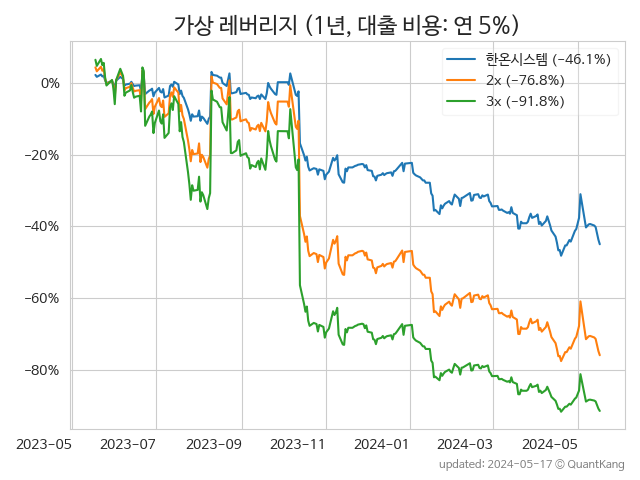 가상 레버리지 (1년, 대출 비용: 연 5%)
한온시스템 (−46.1%)
2x (−76.8%)
3x (−91.8%)
0%
−20%
−40%
−60%
−80%
2023−05 2023−07 2023−09 2023−11 2024−01 2024−03 2024−05
updated: 2024−05−17 © QuantKang